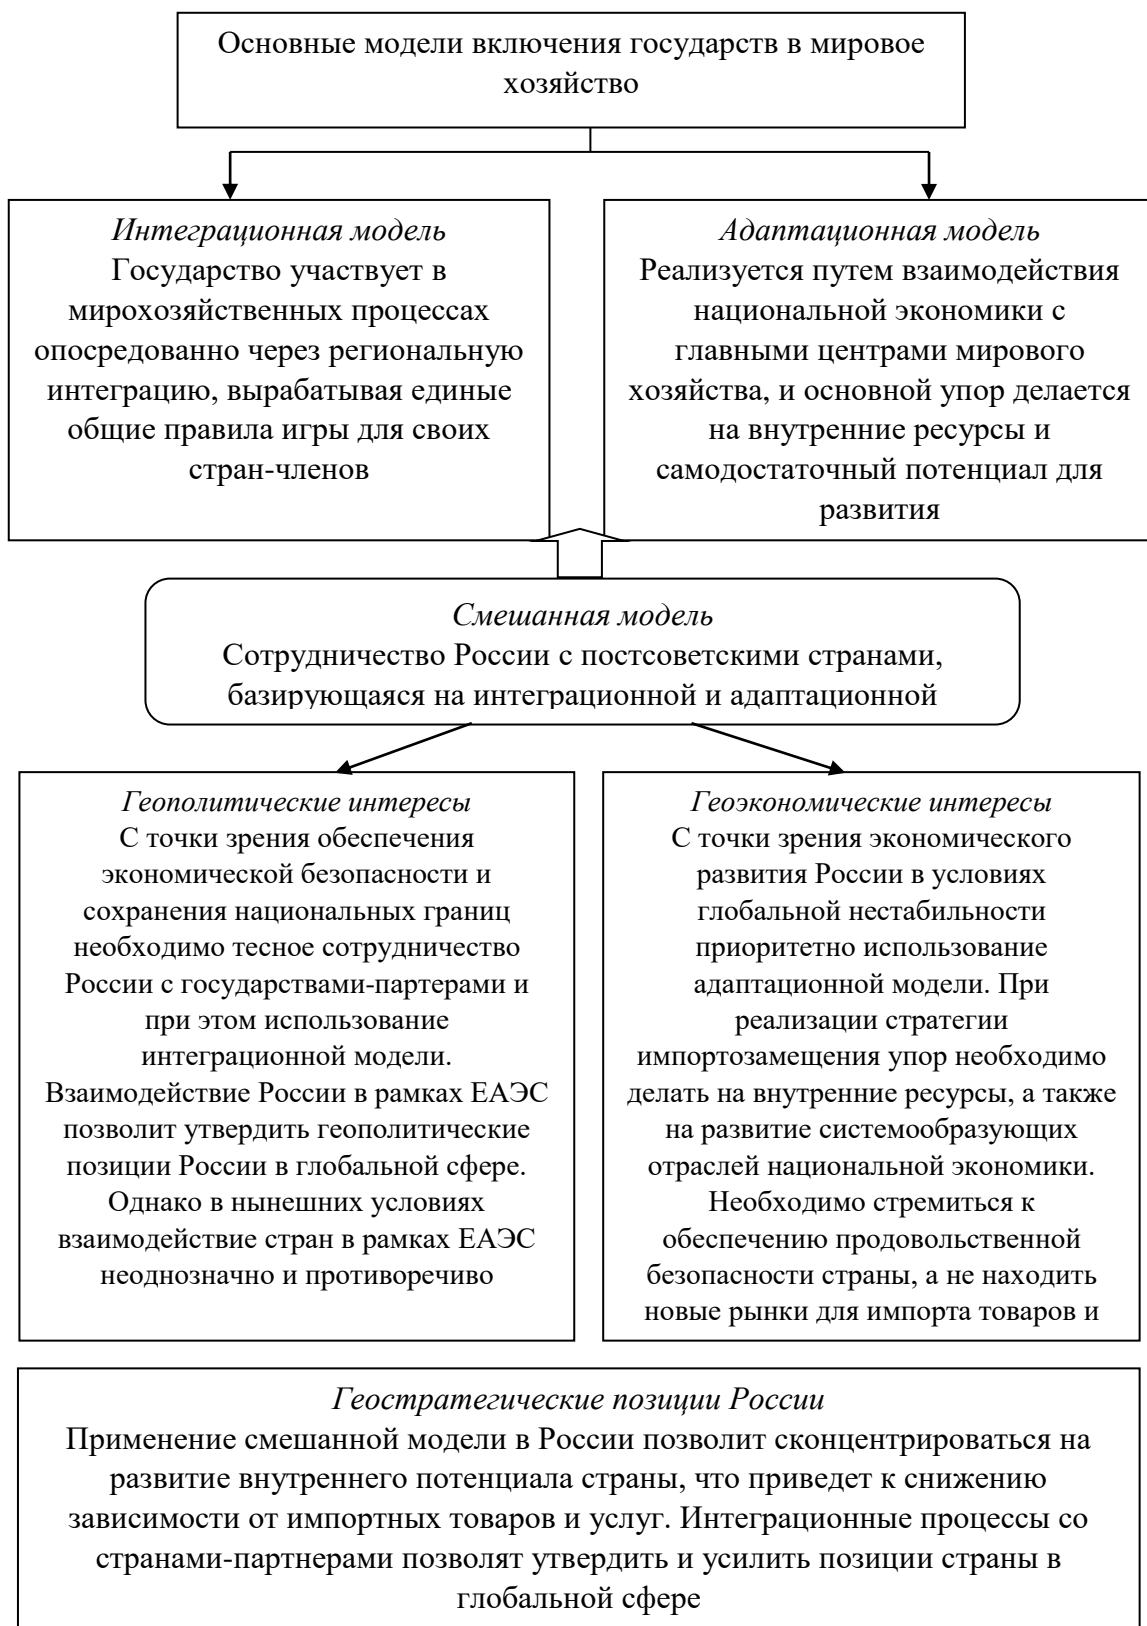 Основные модели включения государств в мировое
хозяйство
Интеграционная модель
Государство участвует в
мирохозяйственных процессах
опосредованно через региональную
интеграцию, вырабатывая единые
общие правила игры для своих
стран-членов
Адаптационная модель
Реализуется путем взаимодействия
национальной экономики с
главными центрами мирового
хозяйства, и основной упор делается
на внутренние ресурсы и
самодостаточный потенциал для
развития
Смешанная модель
Сотрудничество России с постсоветскими странами,
базирующаяся на интеграционной и адаптационной
Геополитические интересы
С точки зрения обеспечения
экономической безопасности и
сохранения национальных границ
необходимо тесное сотрудничество
России с государствами-партерами и
при этом использование
интеграционной модели.
Взаимодействие России в рамках ЕАЭС
позволит утвердить геополитические
позиции России в глобальной сфере.
Однако в нынешних условиях
взаимодействие стран в рамках ЕАЭС
неоднозначно и противоречиво
Геоэкономические интересы
С точки зрения экономического
развития России в условиях
глобальной нестабильности
приоритетно использование
адаптационной модели. При
реализации стратегии
импортозамещения упор необходимо
делать на внутренние ресурсы, а также
на развитие системообразующих
отраслей национальной экономики.
Необходимо стремиться к
обеспечению продовольственной
безопасности страны, а не находить
новые рынки для импорта товаров и
Геостратегические позиции России
Применение смешанной модели в России позволит сконцентрироваться на
развитие внутреннего потенциала страны, что приведет к снижению
зависимости от импортных товаров и услуг. Интеграционные процессы со
странами-партнерами позволят утвердить и усилить позиции страны в
глобальной сфере